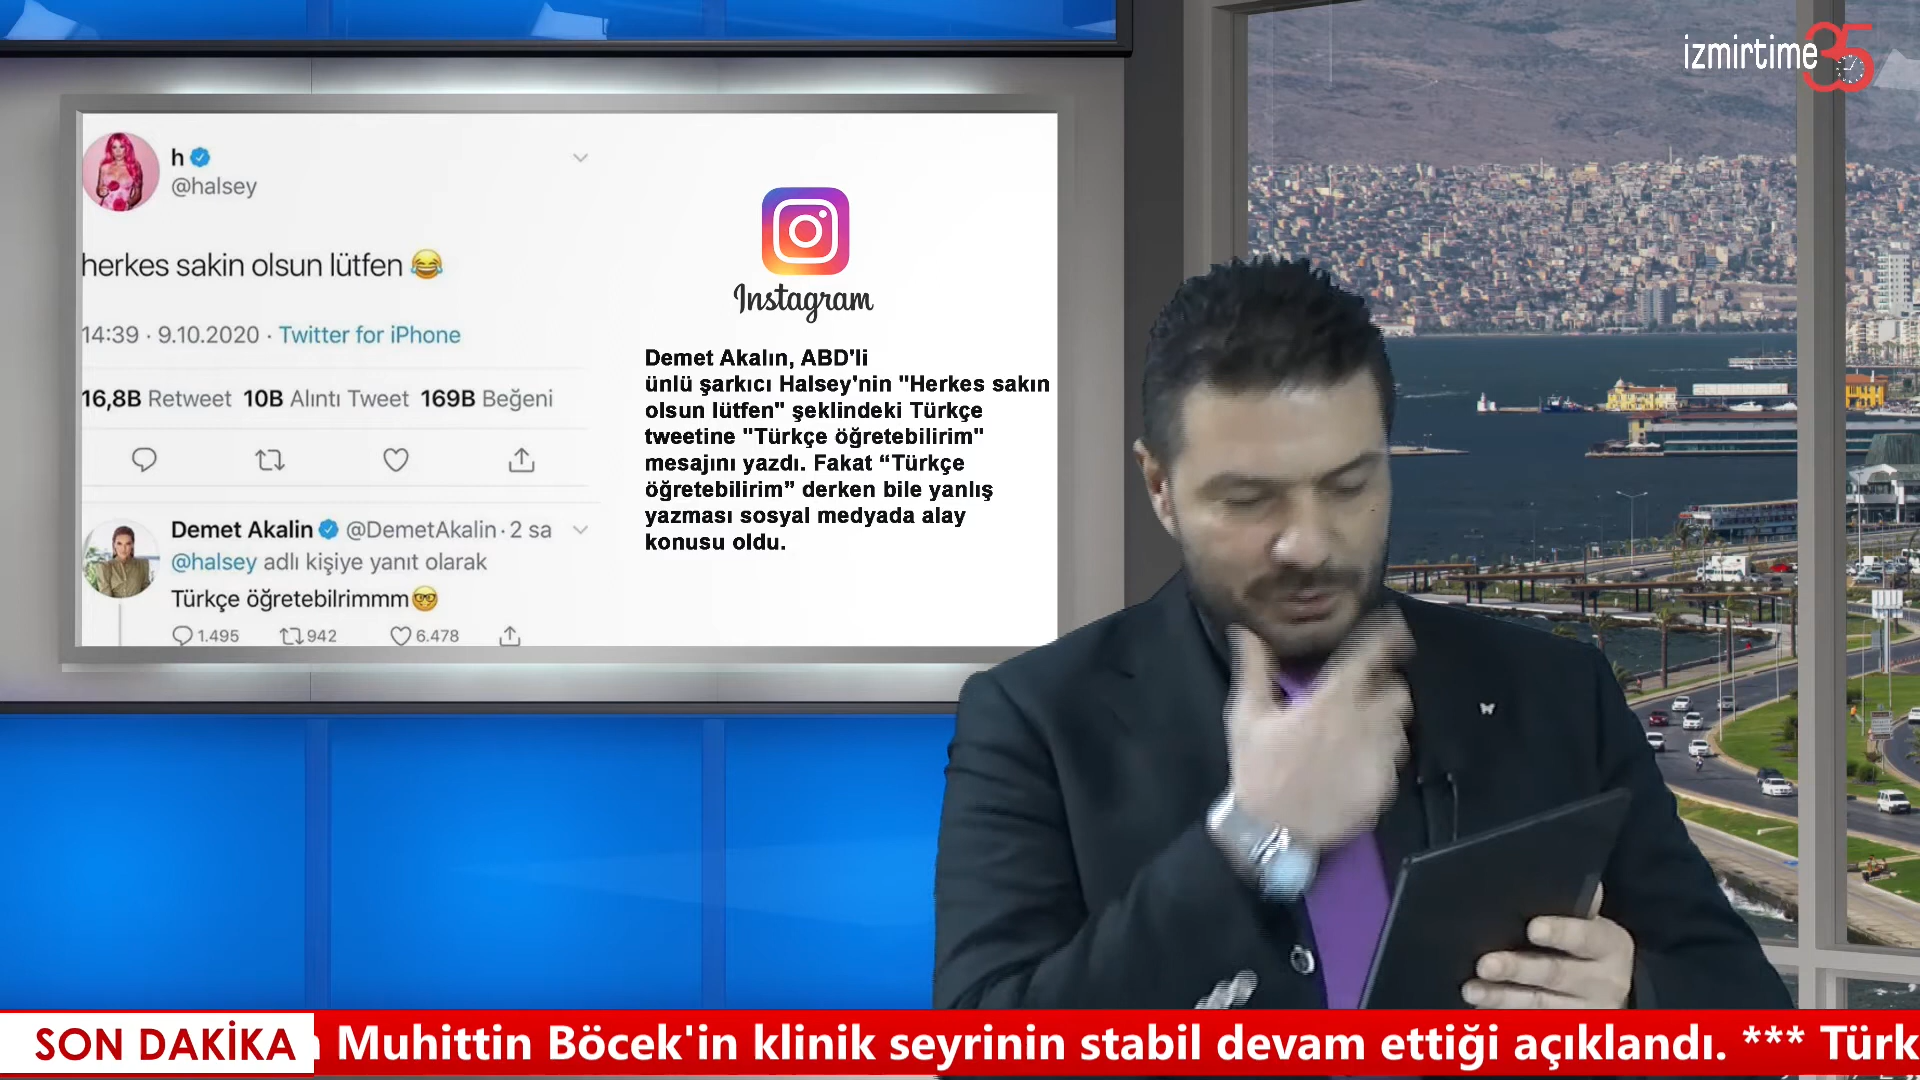 izmirtime35
h
@halsey
herkes sakin olsun lütfen 😂
14:39 · 9.10.2020 · Twitter for iPhone
16,8B Retweet 10B Alıntı Tweet 169B Beğeni
Demet Akalin @DemetAkalin · 2 sa
@halsey adlı kişiye yanıt olarak
Türkçe öğretebilrimmm🤓
1.495 942 6.478
Instagram
Demet Akalın, ABD'li
ünlü şarkıcı Halsey'nin "Herkes sakın
olsun lütfen" şeklindeki Türkçe
tweetine "Türkçe öğretebilirim"
mesajını yazdı. Fakat “Türkçe
öğretebilirim” derken bile yanlış
yazması sosyal medyada alay
konusu oldu.
SON DAKİKA Muhittin Böcek'in klinik seyrinin stabil devam ettiği açıklandı. *** Türk